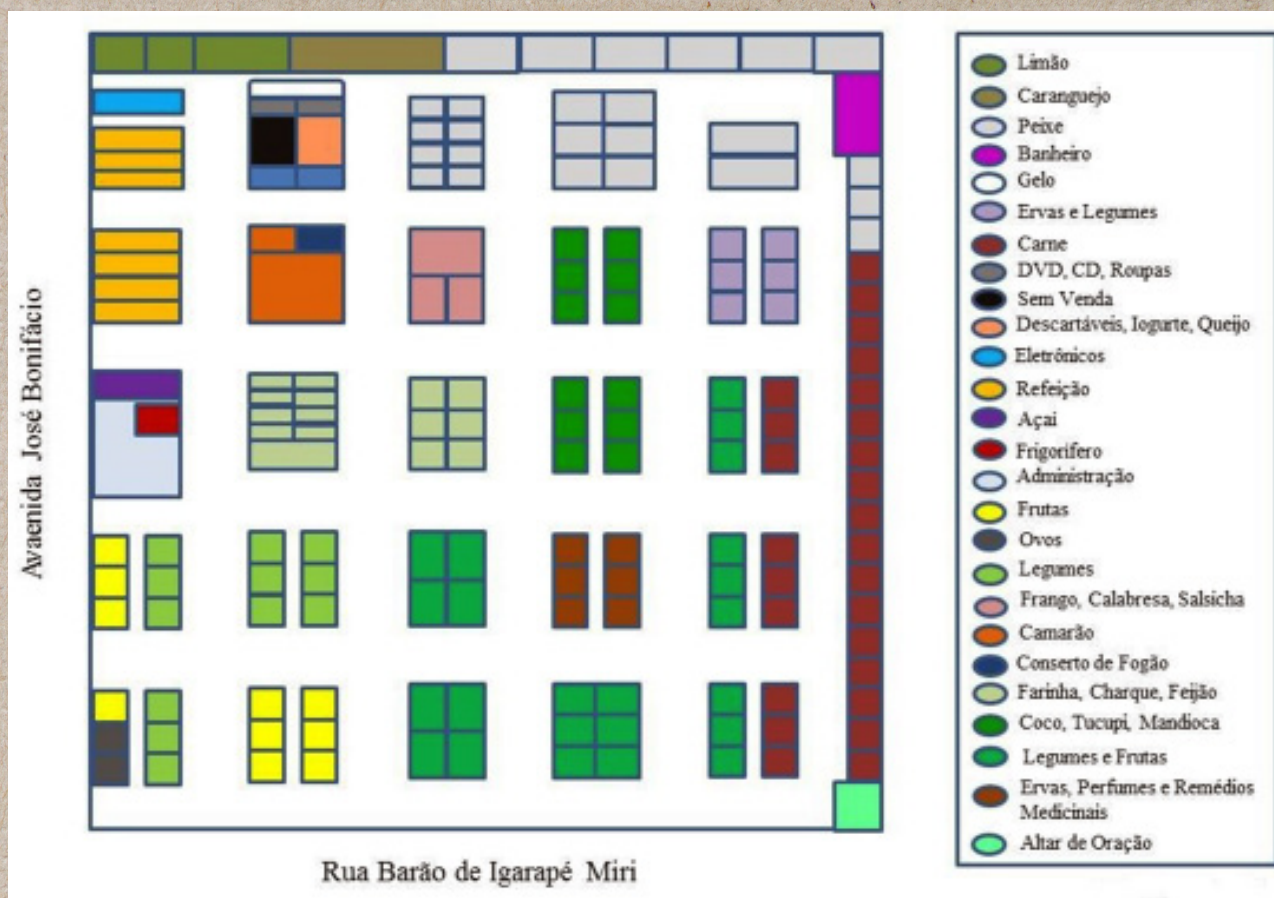 Avaenida José Bonifácio
Rua Barão de Igarapé Miri
Limão
Caranguejo
Peixe
Banheiro
Gelo
Ervas e Legumes
Carne
DVD, CD, Roupas
Sem Venda
Descartáveis, Iogurte, Queijo
Eletrônicos
Refeição
Açai
Frigorífero
Administração
Frutas
Ovos
Legumes
Frango, Calabresa, Salsicha
Camarão
Conserto de Fogão
Farinha, Charque, Feijão
Coco, Tucupi, Mandioca
Legumes e Frutas
Ervas, Perfumes e Remédios
Medicinais
Altar de Oração